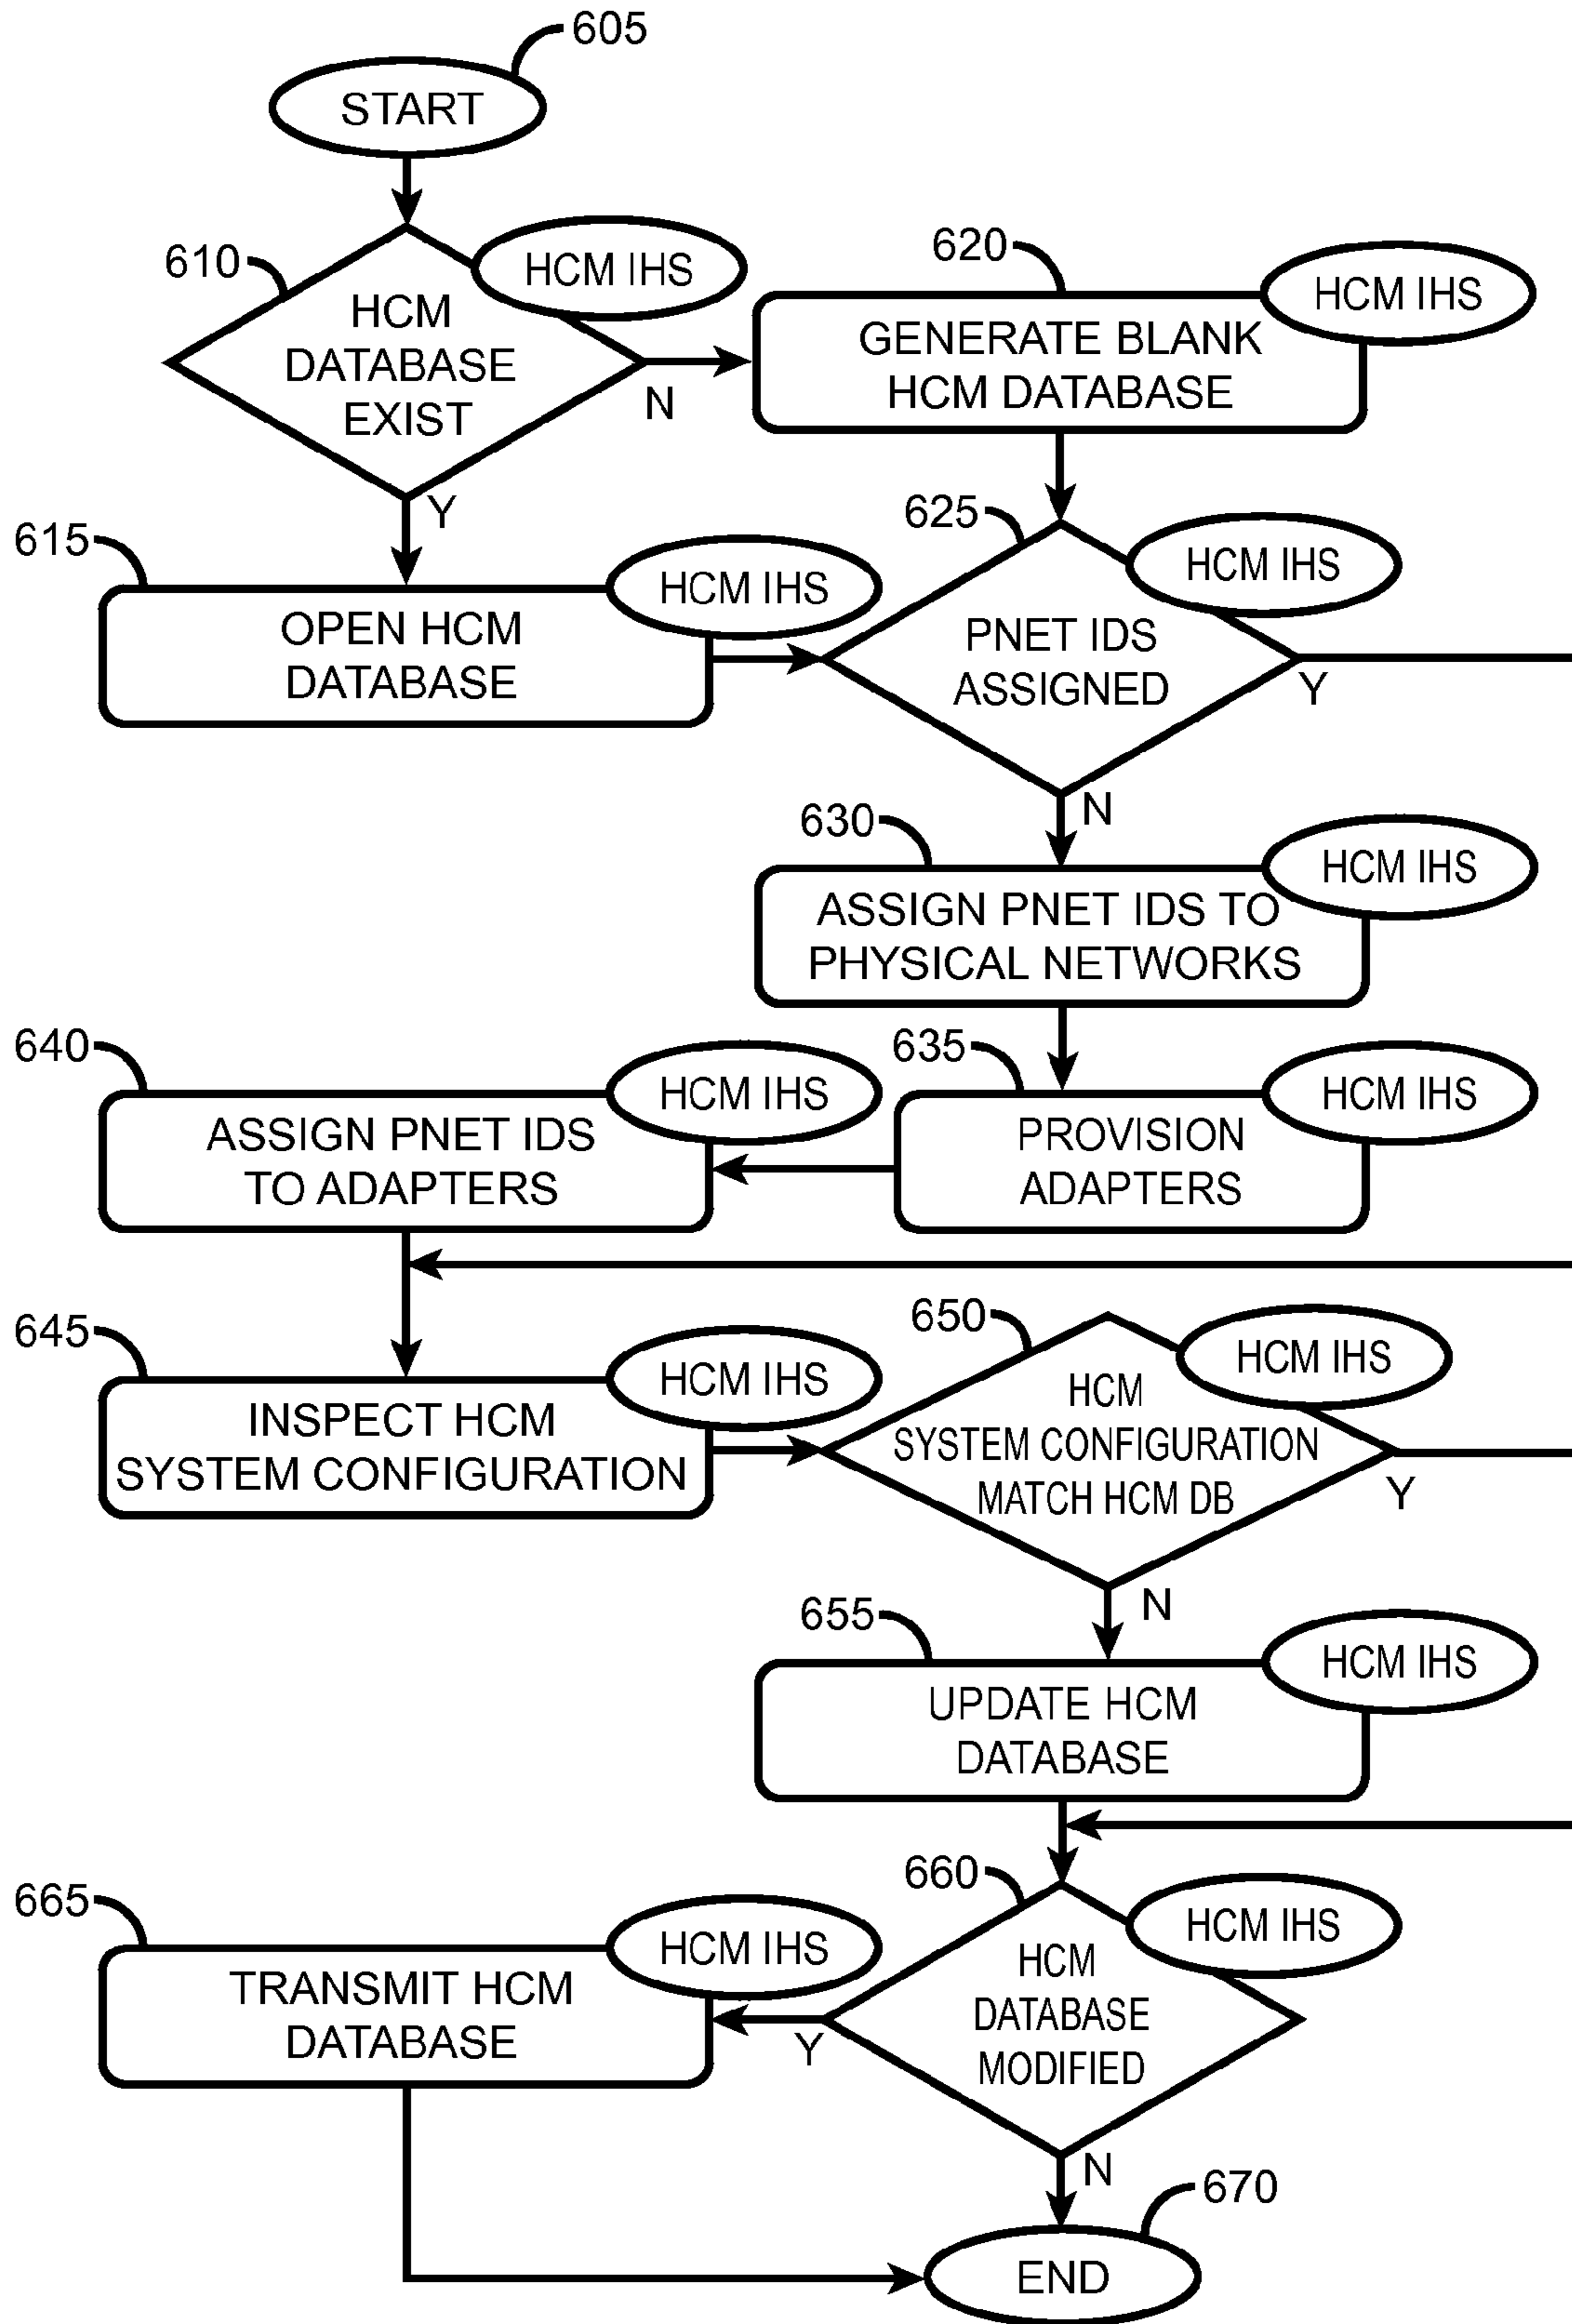 605
START
610
HCM IHS
HCM
DATABASE
EXIST
N
Y
620
HCM IHS
GENERATE BLANK
HCM DATABASE
615
HCM IHS
OPEN HCM
DATABASE
625
HCM IHS
PNET IDS
ASSIGNED
Y
N
630
HCM IHS
ASSIGN PNET IDS TO
PHYSICAL NETWORKS
635
HCM IHS
PROVISION
ADAPTERS
640
HCM IHS
ASSIGN PNET IDS
TO ADAPTERS
645
HCM IHS
INSPECT HCM
SYSTEM CONFIGURATION
650
HCM IHS
HCM
SYSTEM CONFIGURATION
MATCH HCM DB
Y
N
655
HCM IHS
UPDATE HCM
DATABASE
660
HCM IHS
HCM
DATABASE
MODIFIED
Y
N
665
HCM IHS
TRANSMIT HCM
DATABASE
670
END